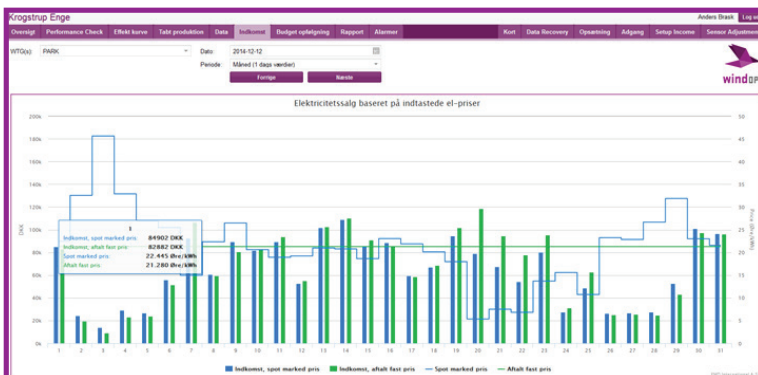 Krogstrup Enge
Anders Brask Log
Oversigt Performance Check Effekt kurve Tabt produktion Data Indkomst Budget opfølgning Rapport Alarmer Kort Data Recovery Opsætning Adgang Setup Income Sensor Adjustment
WTG(s): PARK Dato: 2014-12-12
Periode: Måned (1 dags værdier)
Forrige Næste
wind
Elektricitetssalg baseret på indtastede el-priser
200k 50
180k 45
160k 40
140k 35
120k 30
100k 25
80k 20
60k 15
40k 10
20k 5
0k 0
DKK
Price (Øre/kWh)
Indkomst, spot marked pris: 84902 DKK
Indkomst, aftalt fast pris: 82882 DKK
Spot marked pris: 22.445 Øre/kWh
Aftalt fast pris: 21.280 Øre/kWh
1 2 3 4 5 6 7 8 9 10 11 12 13 14 15 16 17 18 19 20 21 22 23 24 25 26 27 28 29 30 31
Indkomst, spot marked pris Indkomst, aftalt fast pris Spot marked pris Aftalt fast pris